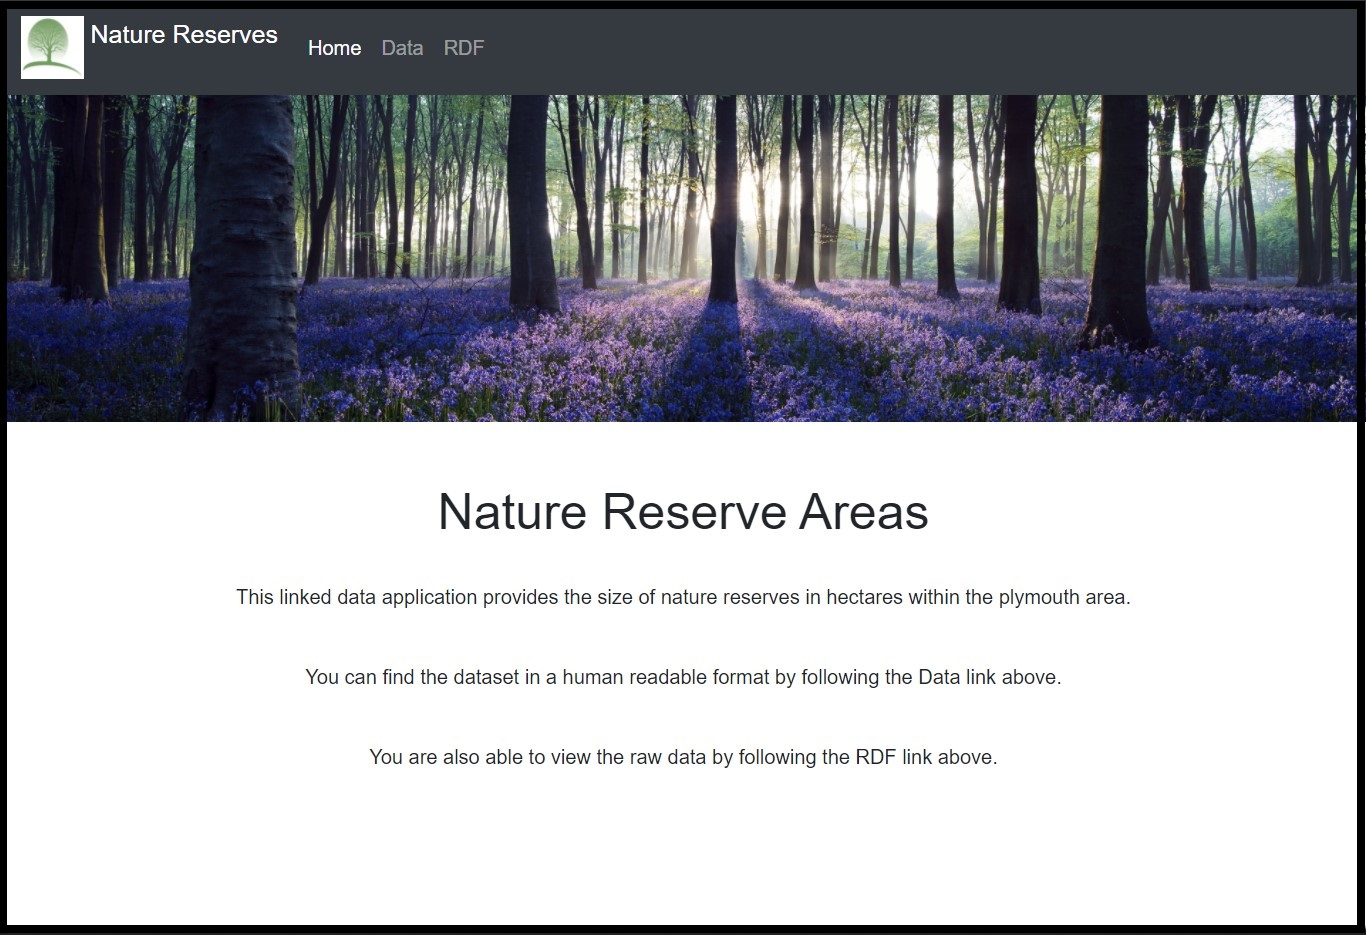 Nature Reserves
Home Data RDF
Nature Reserve Areas
This linked data application provides the size of nature reserves in hectares within the plymouth area.
You can find the dataset in a human readable format by following the Data link above.
You are also able to view the raw data by following the RDF link above.